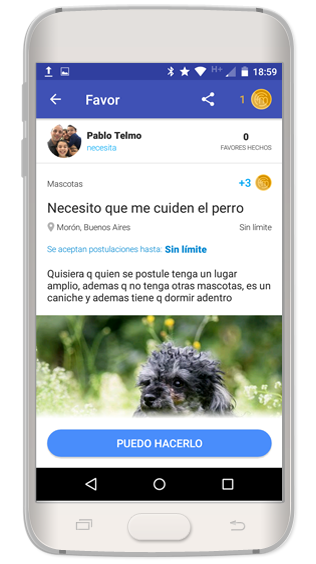 H+ 18:59
Favor 1
Pablo Telmo
necesita
0
FAVORES HECHOS
Mascotas +3
Necesito que me cuiden el perro
Morón, Buenos Aires Sin límite
Se aceptan postulaciones hasta: Sin límite
Quisiera q quien se postule tenga un lugar
amplio, ademas q no tenga otras mascotas, es un
caniche y ademas tiene q dormir adentro
PUEDO HACERLO